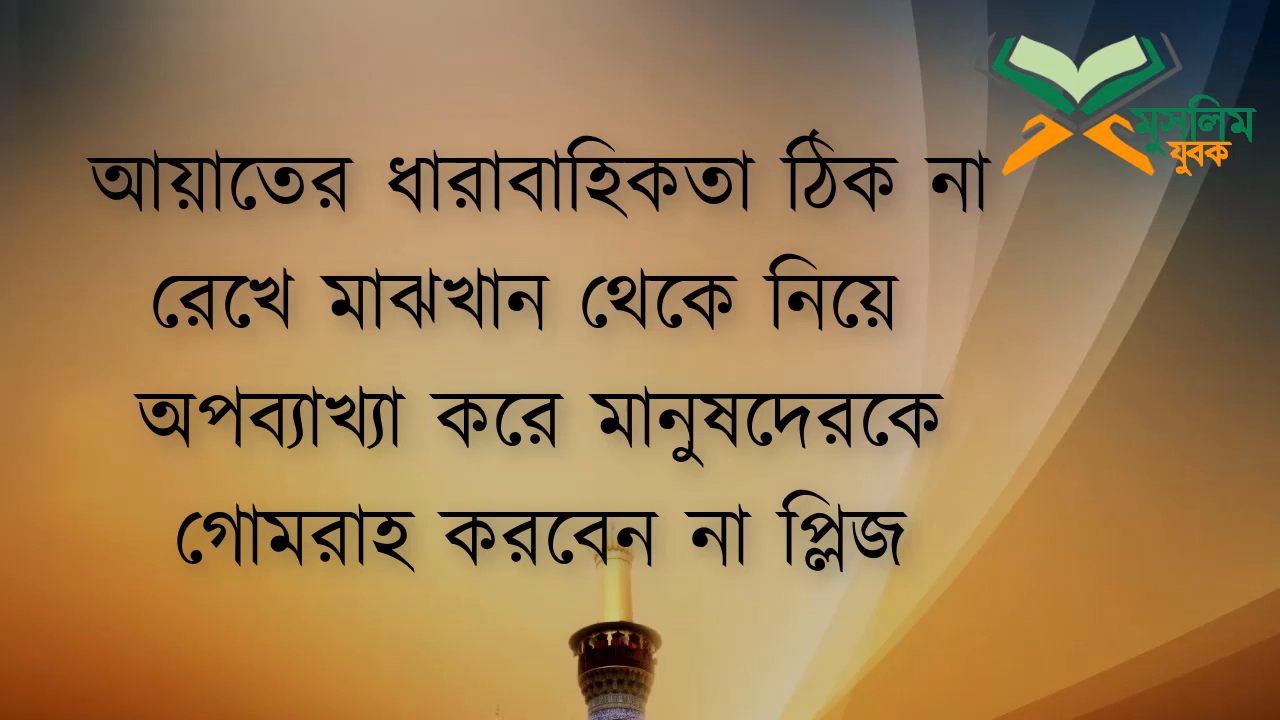 মুসলিম
যুবক
আয়াতের ধারাবাহিকতা ঠিক না
রেখে মাঝখান থেকে নিয়ে
অপব্যাখ্যা করে মানুষদেরকে
গোমরাহ করবেন না প্লিজ